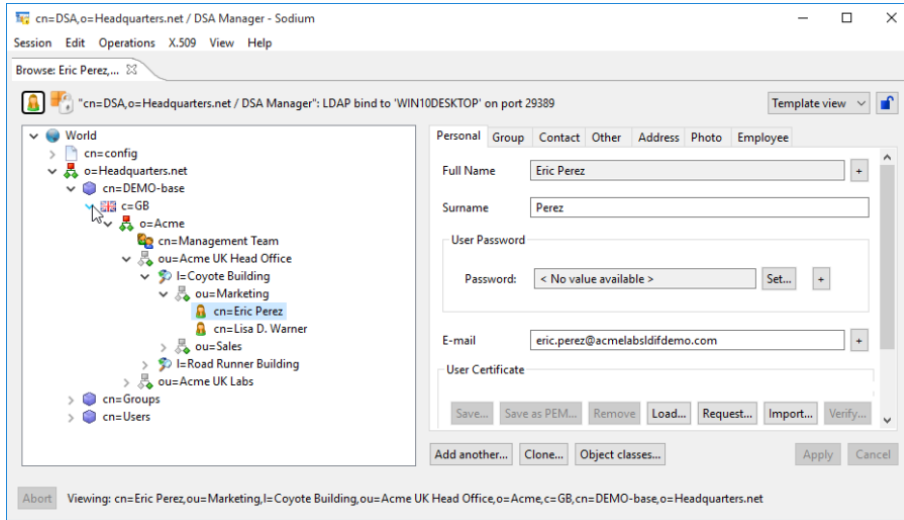 cn=DSA,o=Headquarters.net / DSA Manager - Sodium
Session Edit Operations X.509 View Help
Browse: Eric Perez,...
"cn=DSA,o=Headquarters.net / DSA Manager": LDAP bind to 'WIN10DESKTOP' on port 29389
Template view
World
cn=config
o=Headquarters.net
cn=DEMO-base
c=GB
o=Acme
cn=Management Team
ou=Acme UK Head Office
l=Coyote Building
ou=Marketing
cn=Eric Perez
cn=Lisa D. Warner
ou=Sales
l=Road Runner Building
ou=Acme UK Labs
cn=Groups
cn=Users
Personal Group Contact Other Address Photo Employee
Full Name Eric Perez +
Surname Perez
User Password
Password: < No value available > Set... +
E-mail eric.perez@acmelabsldifdemo.com +
User Certificate
Save... Save as PEM... Remove Load... Request... Import... Verify...
Add another... Clone... Object classes... Apply Cancel
Abort Viewing: cn=Eric Perez,ou=Marketing,l=Coyote Building,ou=Acme UK Head Office,o=Acme,c=GB,cn=DEMO-base,o=Headquarters.net